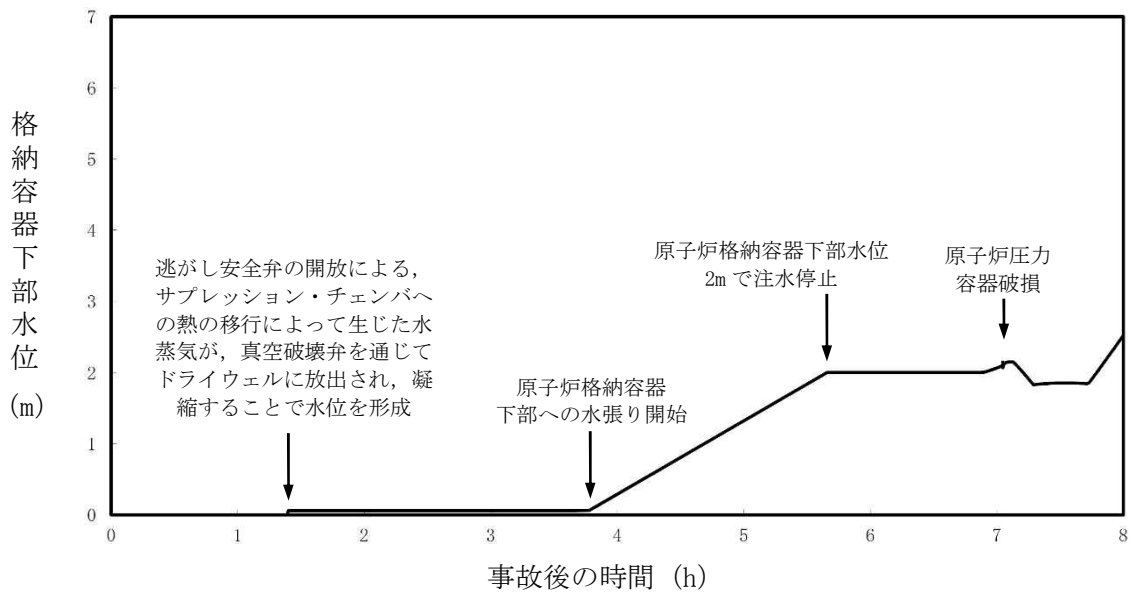 7
6
5
4
3
2
1
0
格納容器下部水位
(m)
逃がし安全弁の開放による，
サプレッション・チェンバへ
の熱の移行によって生じた水
蒸気が，真空破壊弁を通じて
ドライウェルに放出され，凝
縮することで水位を形成
原子炉格納容器
下部への水張り開始
原子炉格納容器下部水位
2m で注水停止
原子炉圧力
容器破損
0 1 2 3 4 5 6 7 8
事故後の時間 (h)